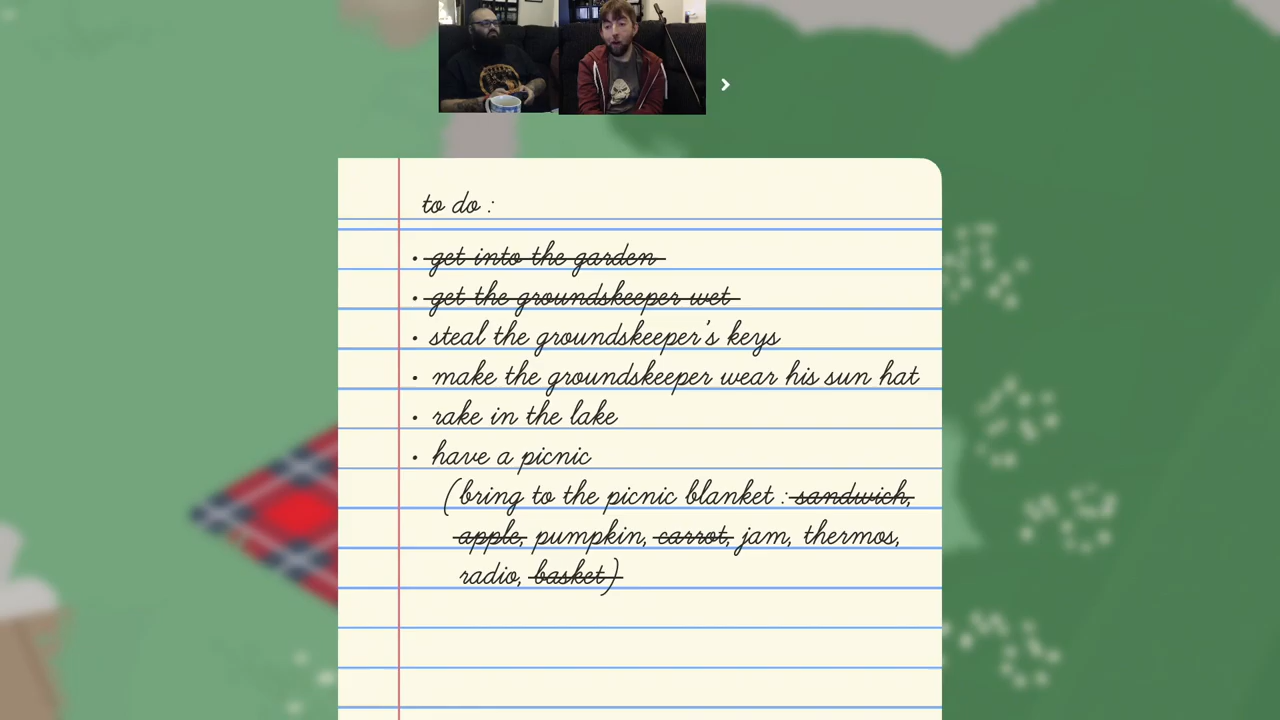 to do :
• get into the garden
• get the groundskeeper wet
• steal the groundskeeper's keys
• make the groundskeeper wear his sun hat
• rake in the lake
• have a picnic
(bring to the picnic blanket : sandwich,
apple, pumpkin, carrot, jam, thermos,
radio, basket)